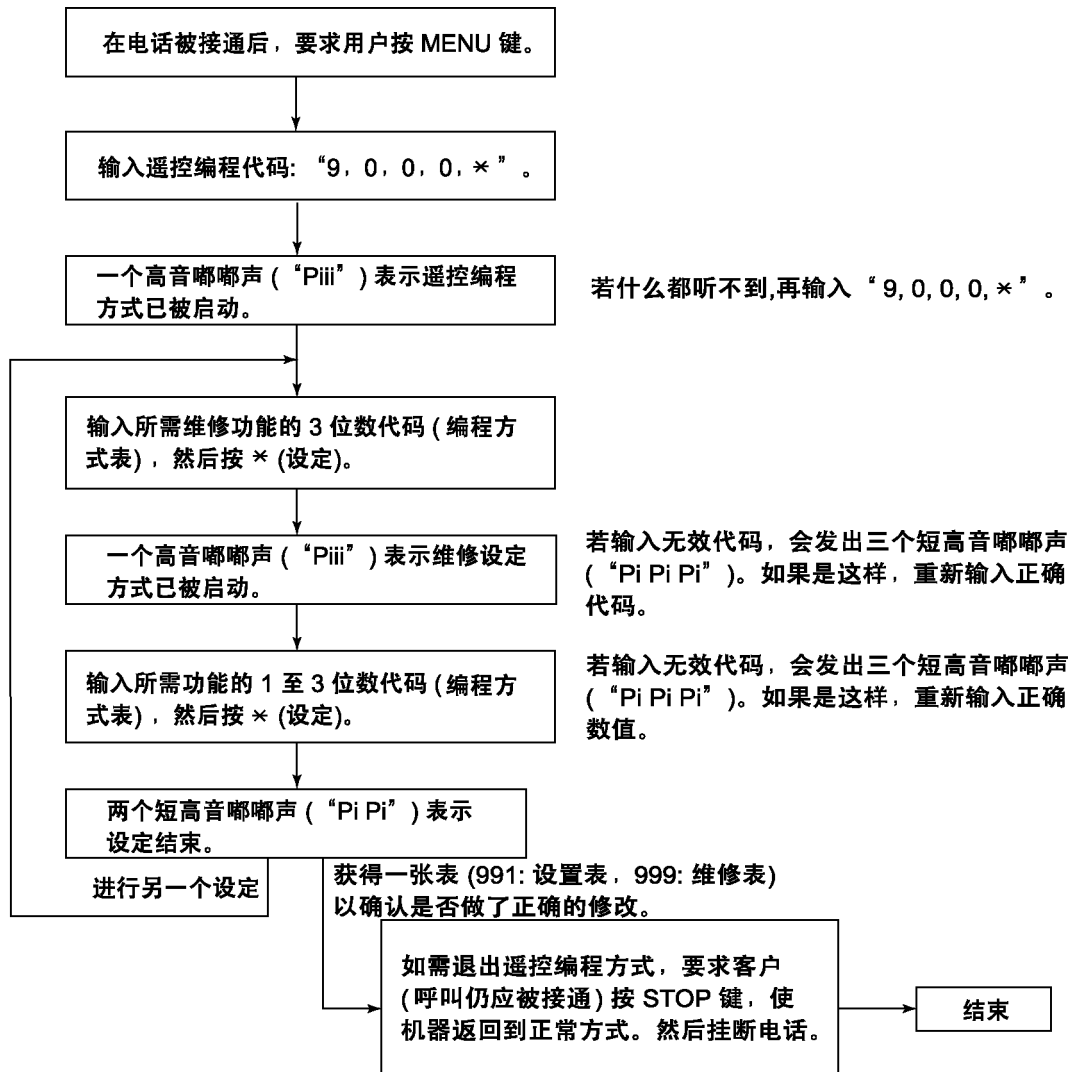 在电话被接通后，要求用户按 MENU 键。
输入遥控编程代码: “9，0，0，0，＊”。
一个高音嘟嘟声 (“Piii”) 表示遥控编程
方式已被启动。
若什么都听不到,再输入“9, 0, 0, 0, ＊”。
输入所需维修功能的 3 位数代码 (编程方
式表)，然后按 ＊ (设定)。
一个高音嘟嘟声 (“Piii”) 表示维修设定
方式已被启动。
若输入无效代码，会发出三个短高音嘟嘟声
(“Pi Pi Pi”)。如果是这样，重新输入正确
代码。
输入所需功能的 1 至 3 位数代码 (编程方
式表)，然后按 ＊ (设定)。
若输入无效代码，会发出三个短高音嘟嘟声
(“Pi Pi Pi”)。如果是这样，重新输入正确
数值。
两个短高音嘟嘟声 (“Pi Pi”) 表示
设定结束。
进行另一个设定
获得一张表 (991: 设置表，999: 维修表)
以确认是否做了正确的修改。
如需退出遥控编程方式，要求客户
(呼叫仍应被接通) 按 STOP 键，使
机器返回到正常方式。然后挂断电话。
结束